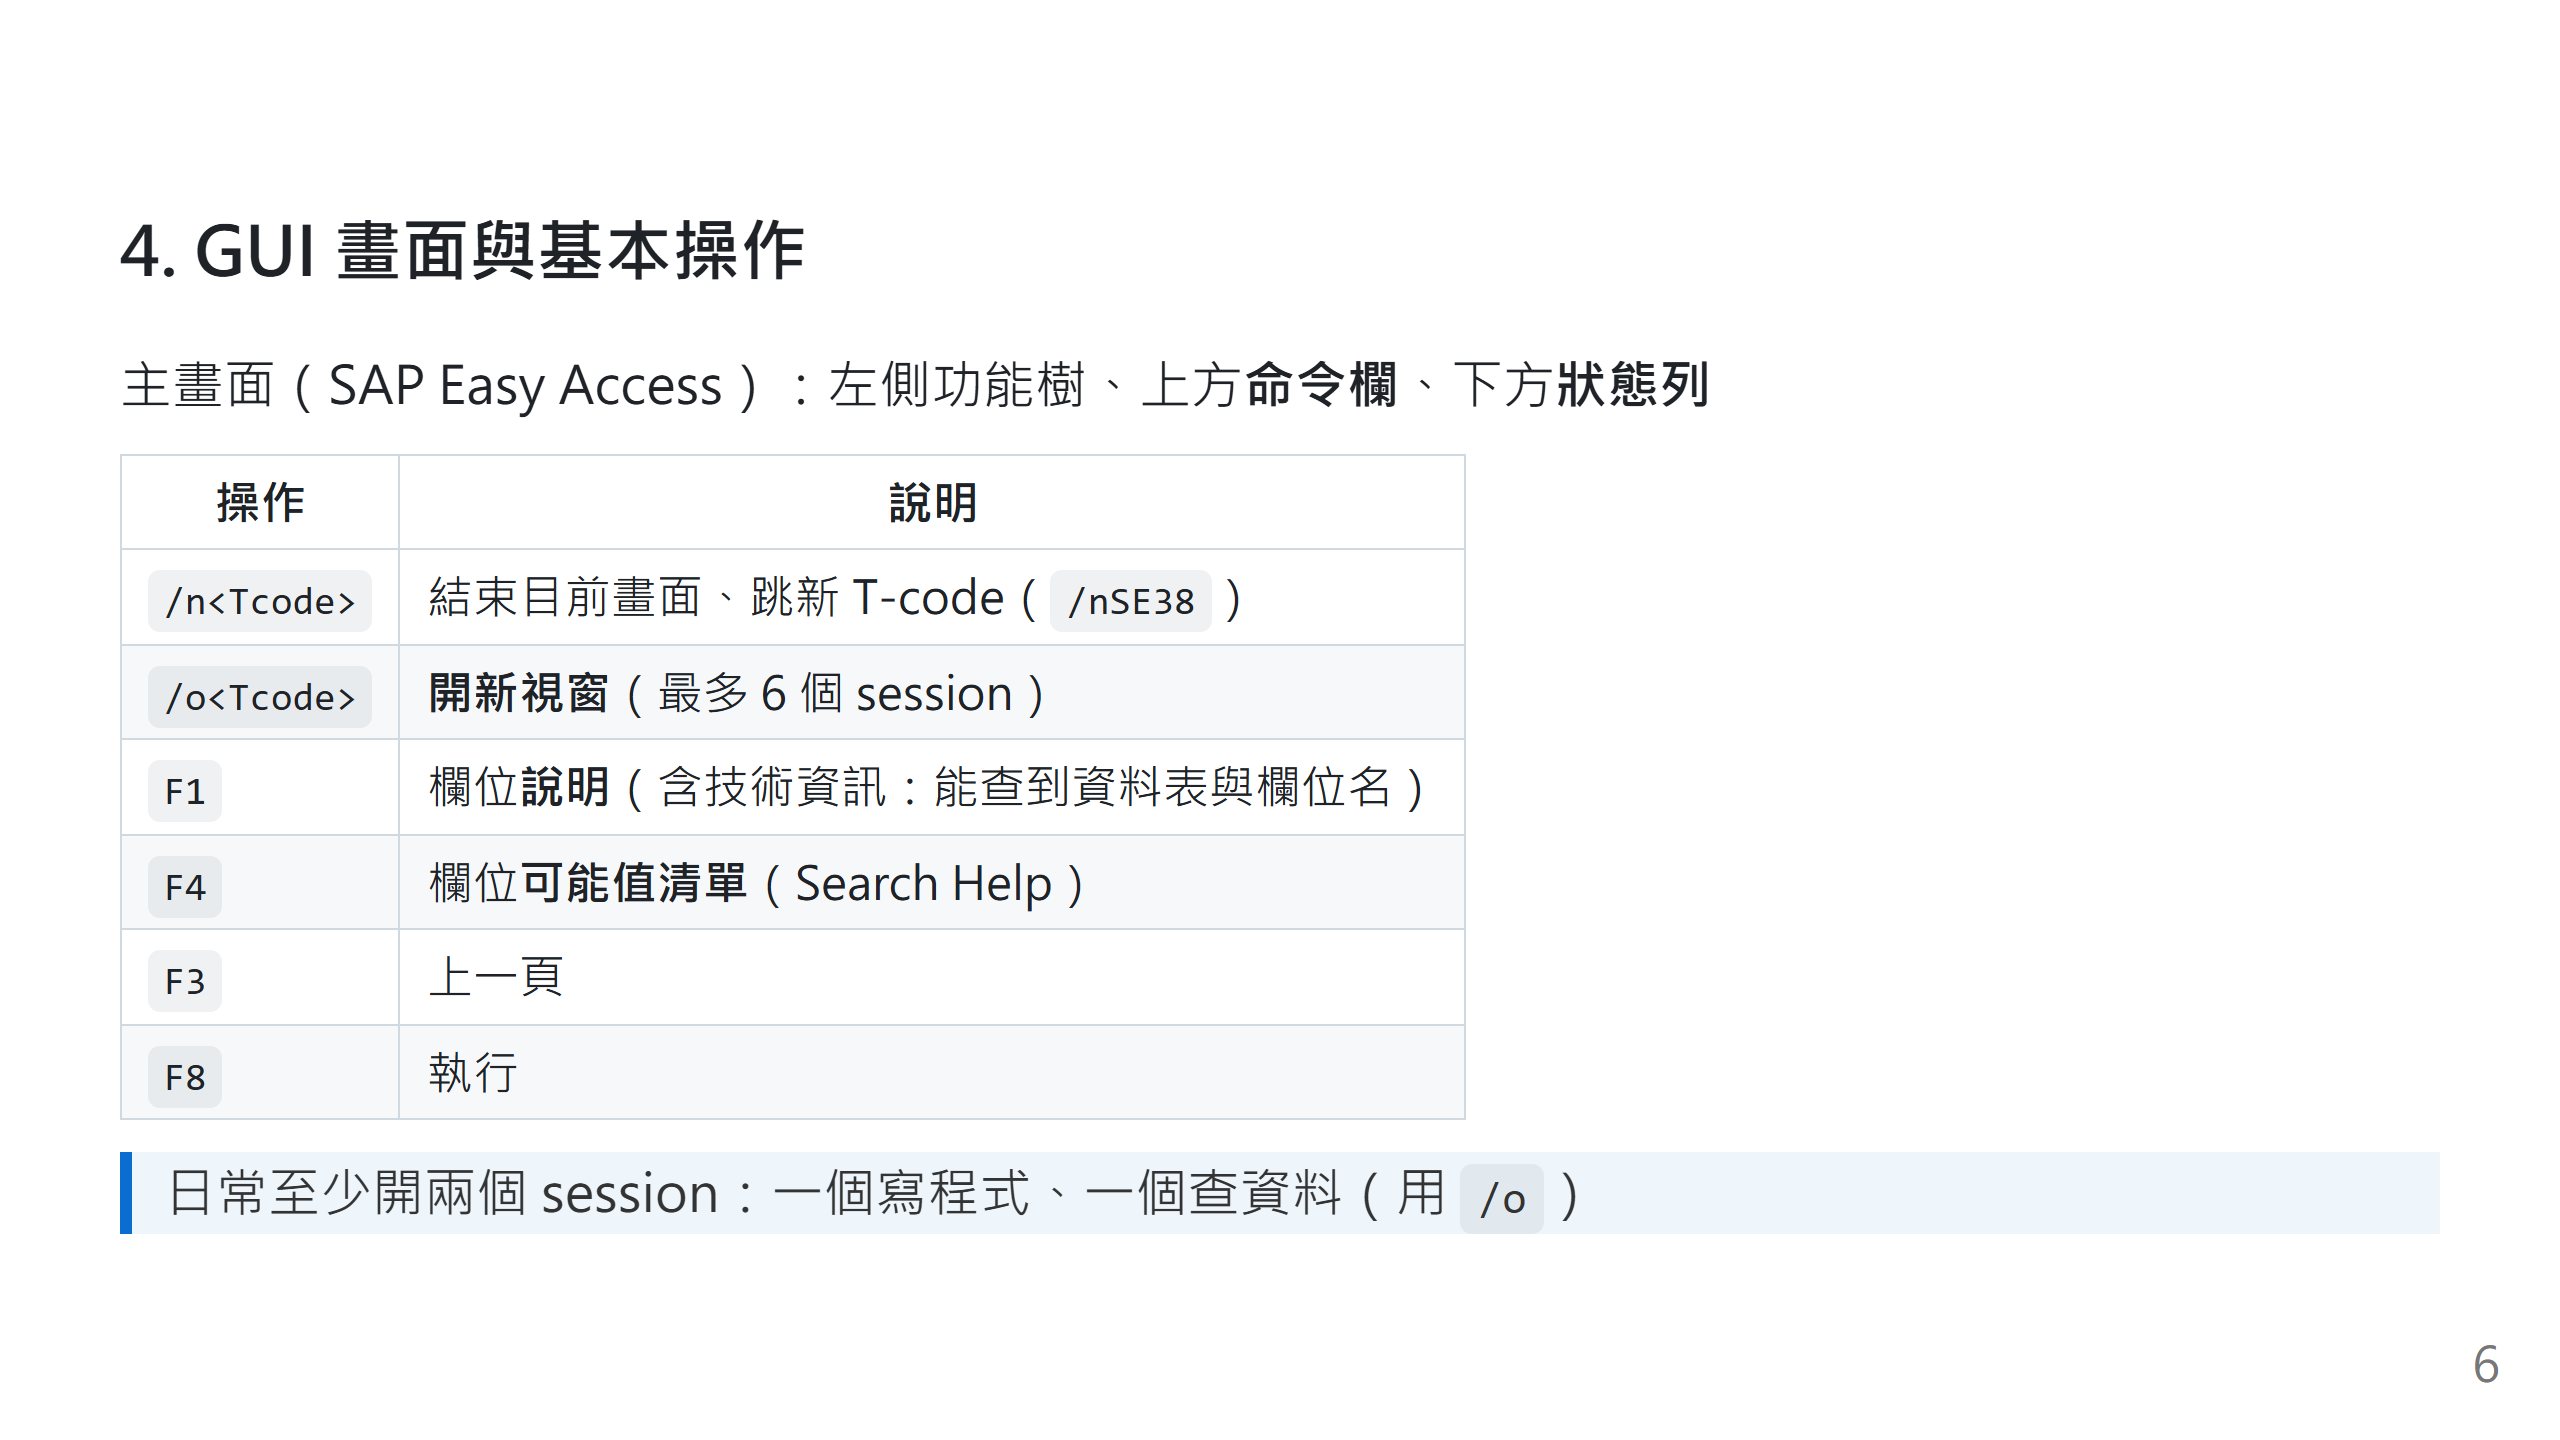 4. GUI 畫面與基本操作
主畫面（SAP Easy Access）：左側功能樹、上方命令欄、下方狀態列
操作 說明
/n<Tcode> 結束目前畫面、跳新 T-code（/nSE38）
/o<Tcode> 開新視窗（最多 6 個 session）
F1 欄位說明（含技術資訊：能查到資料表與欄位名）
F4 欄位可能值清單（Search Help）
F3 上一頁
F8 執行
日常至少開兩個 session：一個寫程式、一個查資料（用 /o）
6